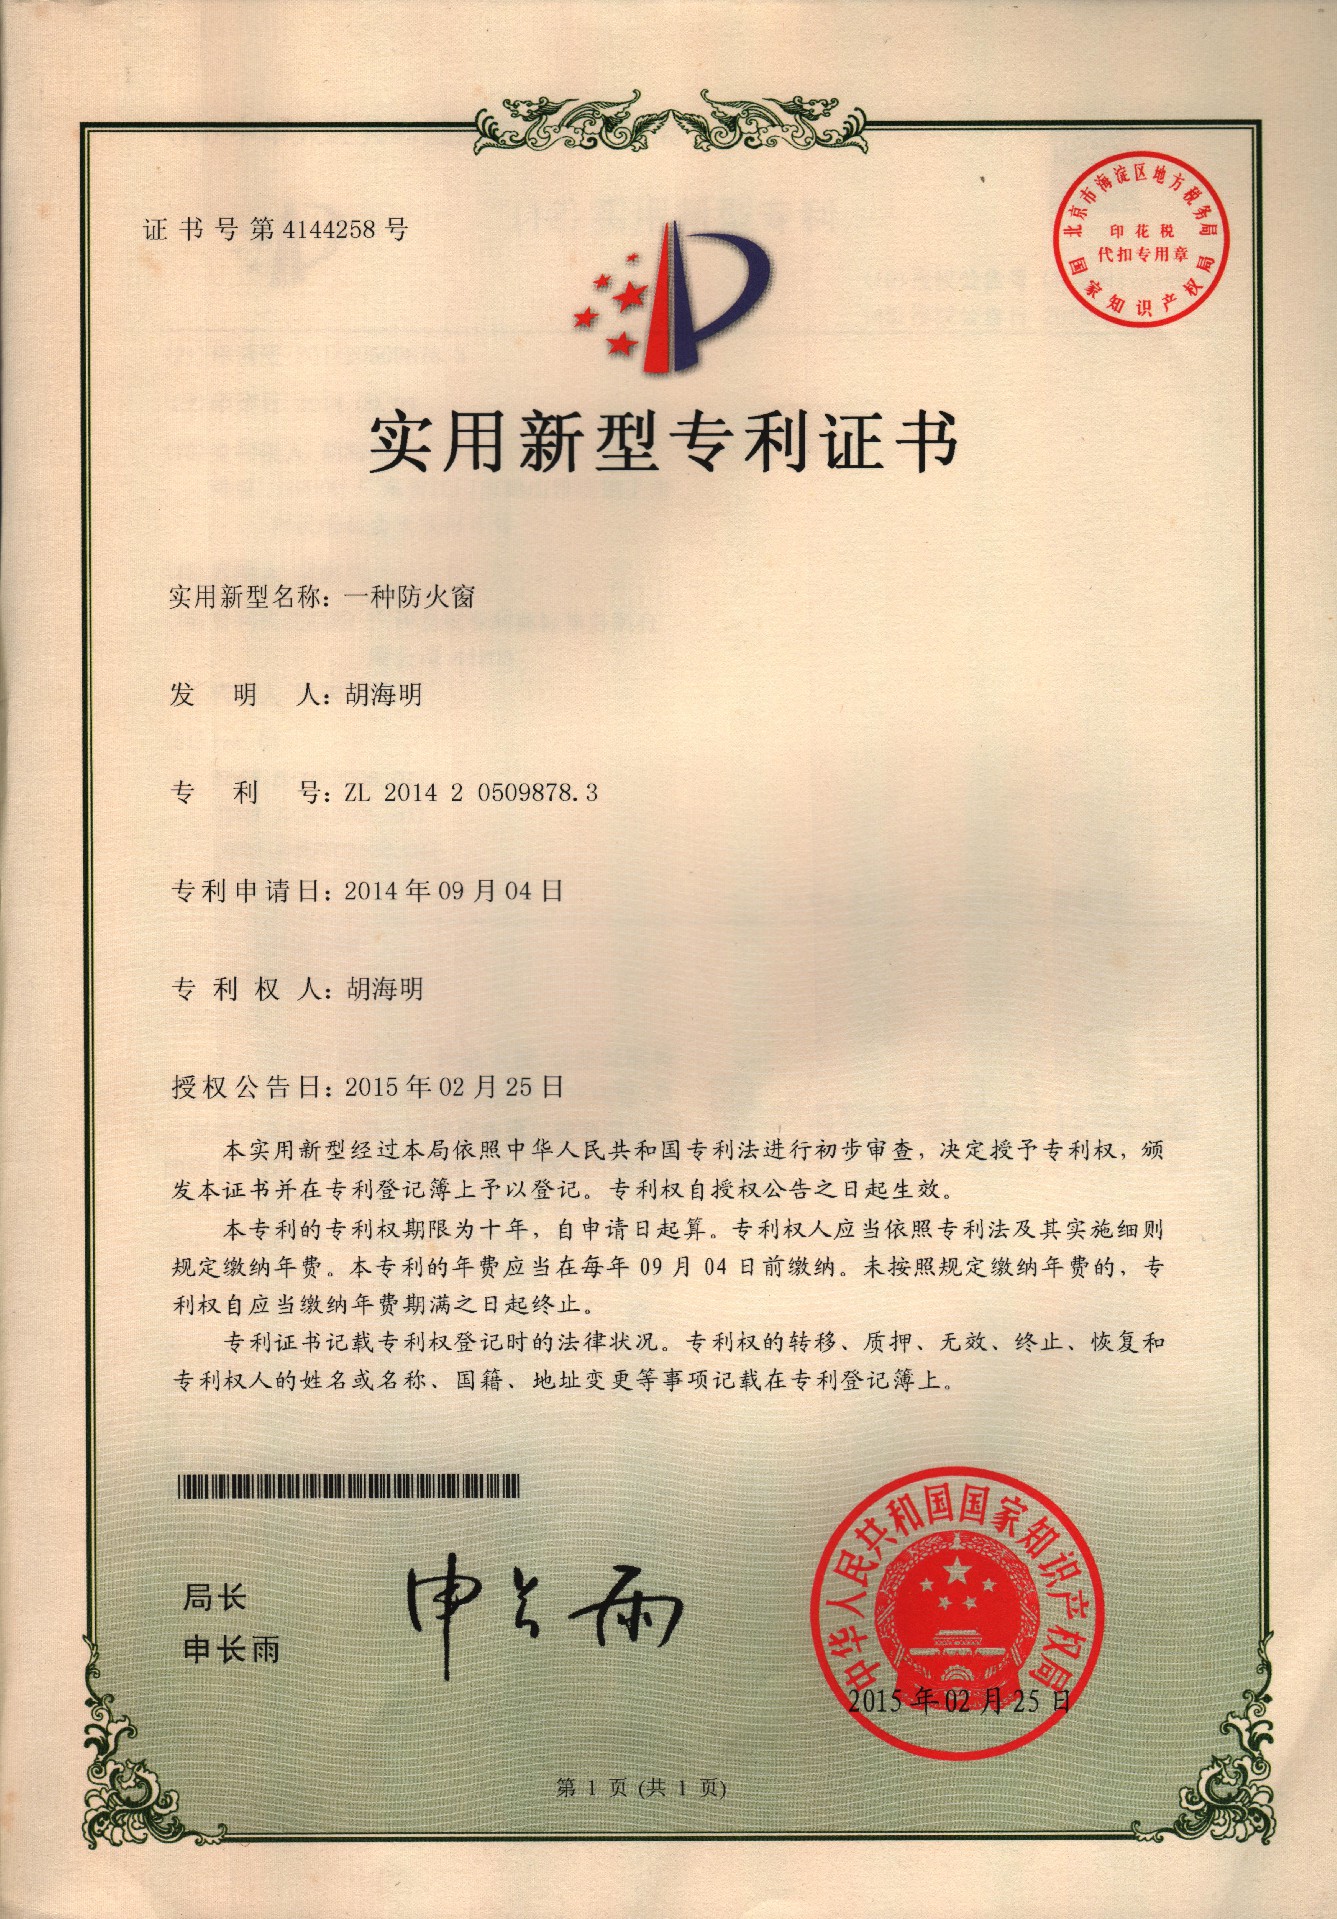 证书号第4144258号
北京市海淀区地方税务局
印花税
代扣专用章
国家知识产权局
实用新型专利证书
实用新型名称：一种防火窗
发明人：胡海明
专利号：ZL 2014 2 0509878.3
专利申请日：2014年09月04日
专利权人：胡海明
授权公告日：2015年02月25日
本实用新型经过本局依照中华人民共和国专利法进行初步审查，决定授予专利权，颁
发本证书并在专利登记簿上予以登记。专利权自授权公告之日起生效。
本专利的专利权期限为十年，自申请日起算。专利权人应当依照专利法及其实施细则
规定缴纳年费。本专利的年费应当在每年09月04日前缴纳。未按照规定缴纳年费的，专
利权自应当缴纳年费期满之日起终止。
专利证书记载专利权登记时的法律状况。专利权的转移、质押、无效、终止、恢复和
专利权人的姓名或名称、国籍、地址变更等事项记载在专利登记簿上。
局长
申长雨
申长雨
中华人民共和国国家知识产权局
2015年02月25日
第 1 页 (共 1 页)